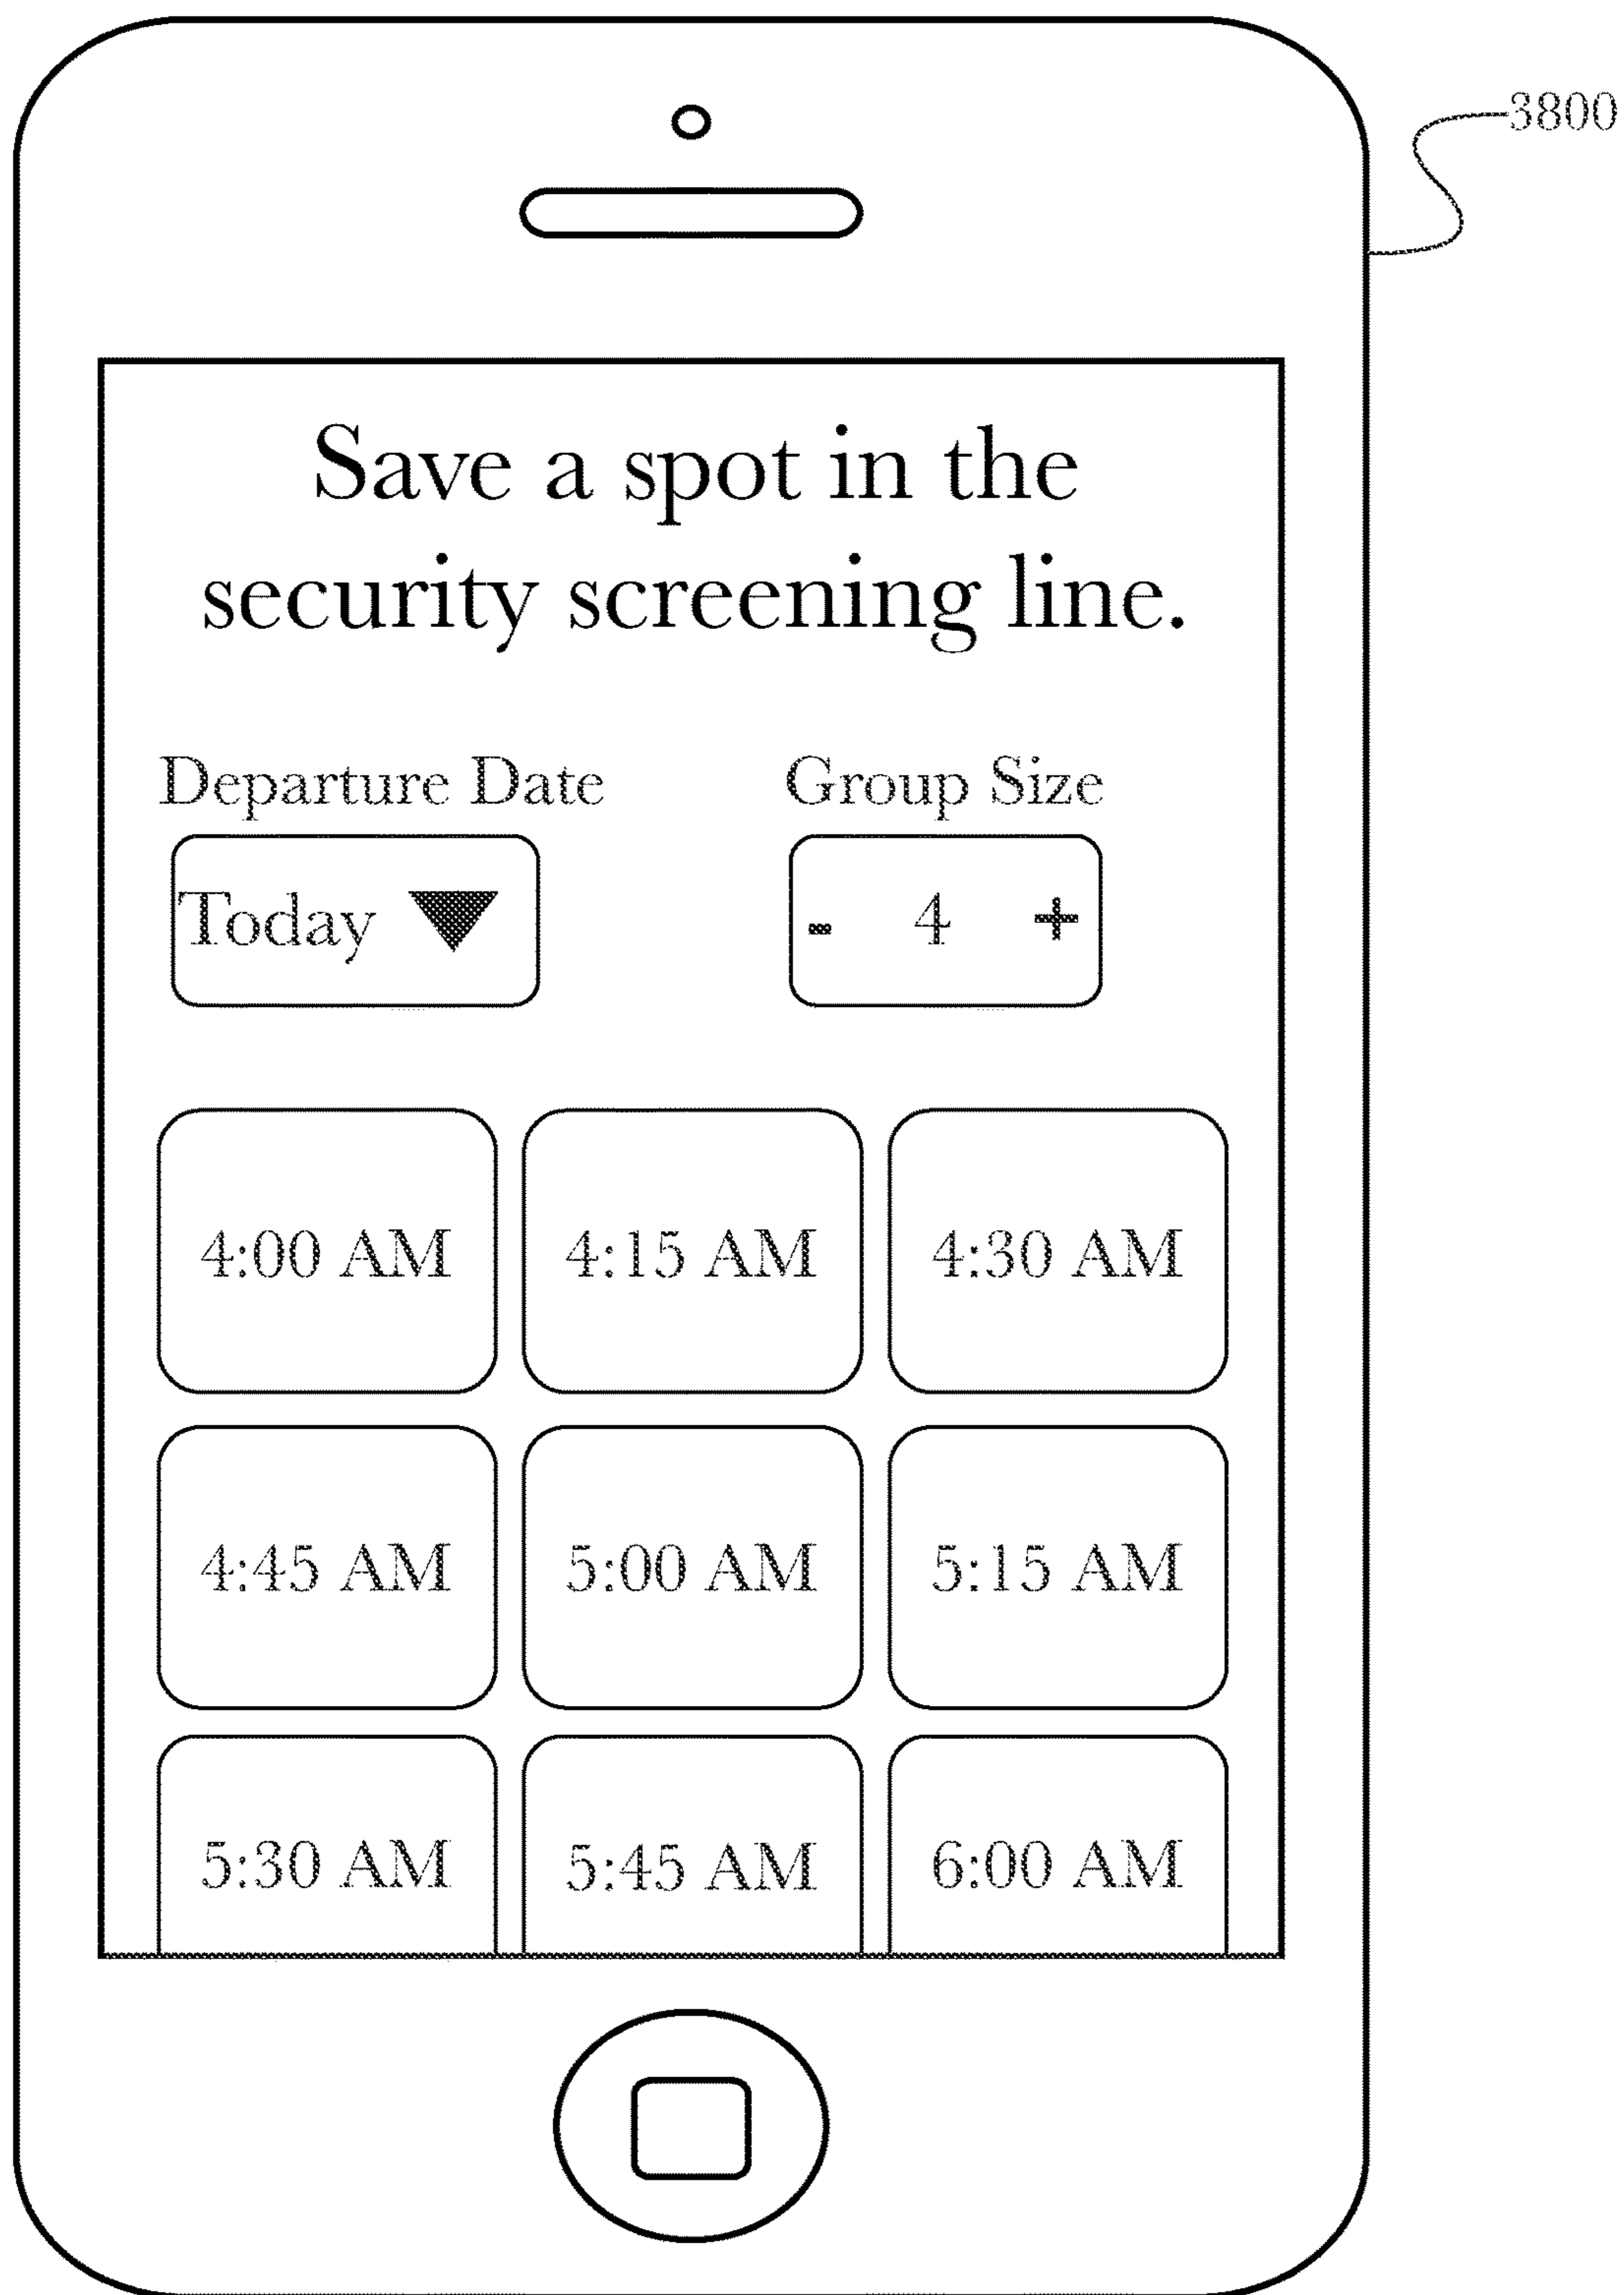 3800
Save a spot in the
security screening line.
Departure Date Group Size
Today - 4 +
4:00 AM 4:15 AM 4:30 AM
4:45 AM 5:00 AM 5:15 AM
5:30 AM 5:45 AM 6:00 AM